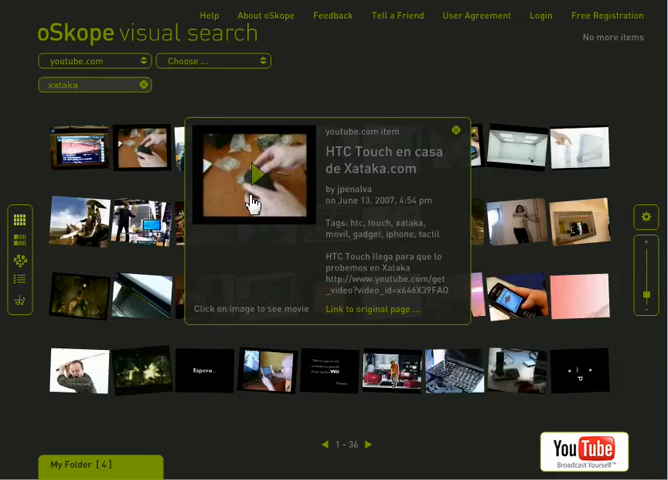 Help About oSkope Feedback Tell a Friend User Agreement Login Free Registration
oSkope visual search
No more items
youtube.com Choose ...
xataka
youtube.com item
HTC Touch en casa
de Xataka.com
by jpenalva
on June 13, 2007, 4:54 pm
Tags: htc, touch, xataka,
movil, gadget, iphone, tactil
HTC Touch llega para que lo
probemos en Xataka
http://www.youtube.com/get
_video?video_id=x646X39FAO
Click on image to see movie
Link to original page ...
Espera..
1 - 36
My Folder [ 4 ]
YouTube
Broadcast Yourself™